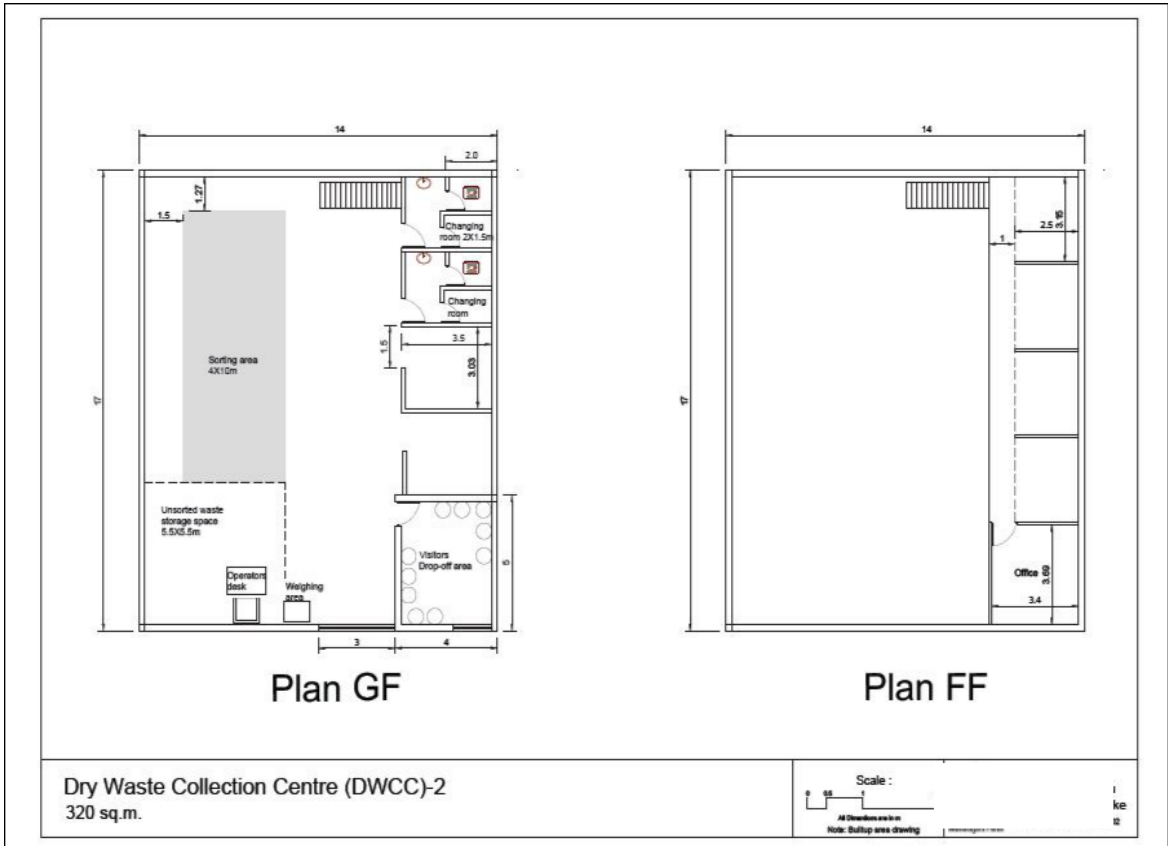 14
2.0
1.27
1.5
Changing
room 2X1.5m
Changing
room
1.5
3.5
3.03
17
Sorting area
4X10m
Unsorted waste
storage space
5.5X5.5m
Operators
desk
Weighing
area
Visitors
Drop-off area
5
3
4
Plan GF
14
2.5
3.15
1
17
Office
3.69
3.4
Plan FF
Dry Waste Collection Centre (DWCC)-2
320 sq.m.
Scale :
0 0.5 1
All Dimensions are in m
Note: Builtup area drawing
ke